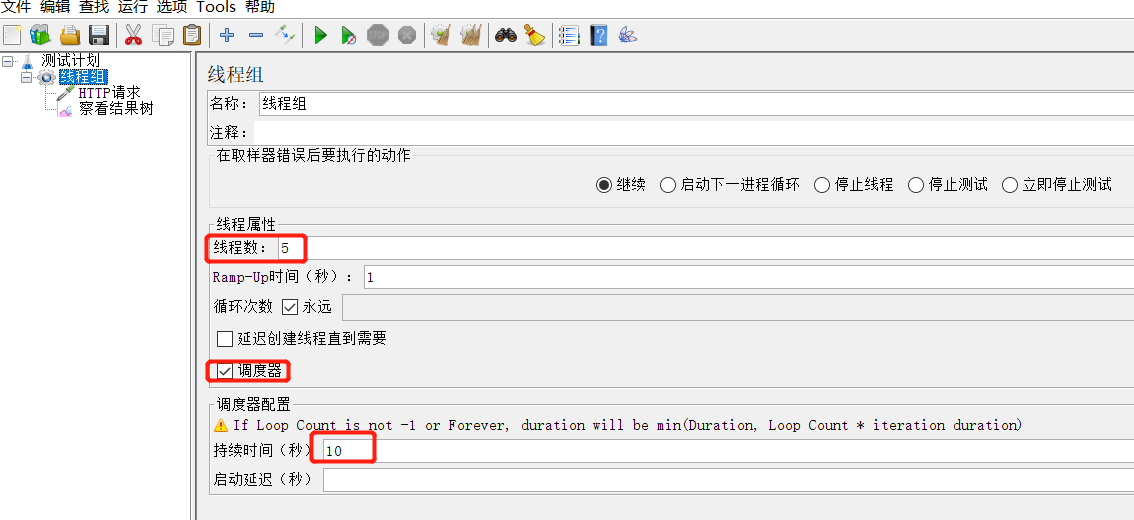 文件 编辑 查找 运行 选项 Tools 帮助
STOP
测试计划
线程组
HTTP请求
察看结果树
线程组
名称: 线程组
注释:
在取样器错误后要执行的动作
继续 启动下一进程循环 停止线程 停止测试 立即停止测试
线程属性
线程数: 5
Ramp-Up时间(秒): 1
循环次数 永远
延迟创建线程直到需要
调度器
调度器配置
If Loop Count is not -1 or Forever, duration will be min(Duration, Loop Count * iteration duration)
持续时间(秒) 10
启动延迟(秒)